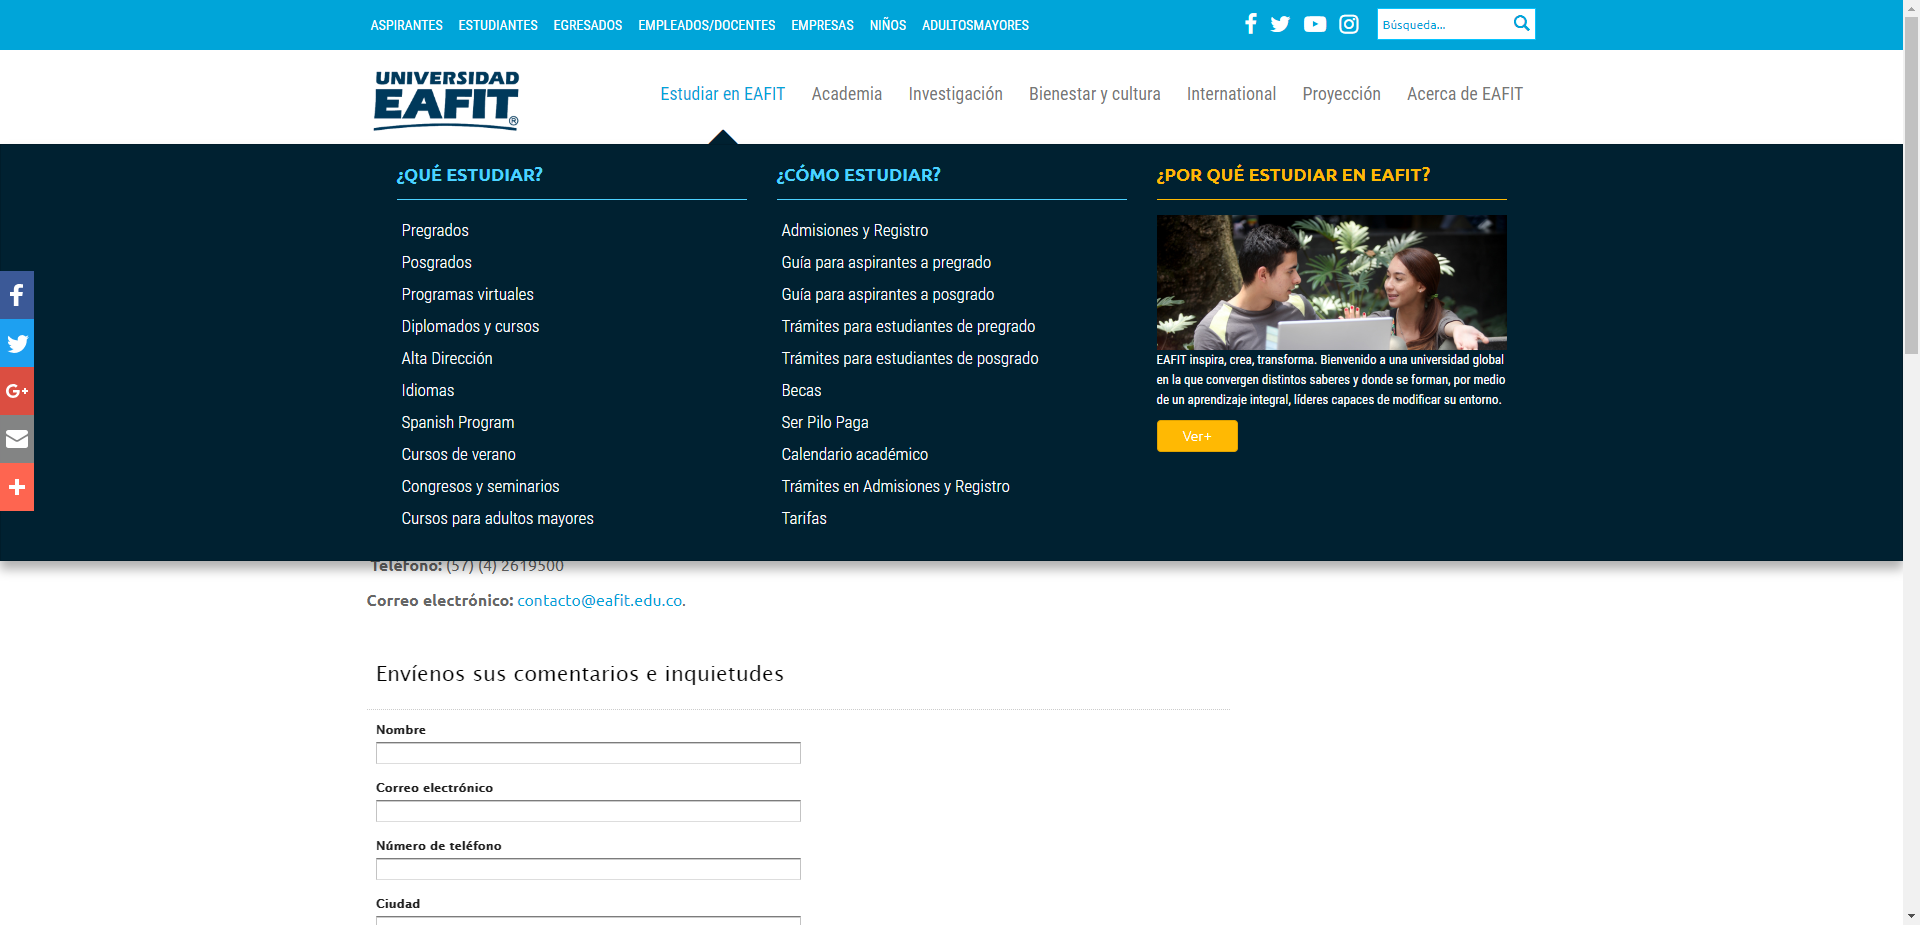 ASPIRANTES ESTUDIANTES EGRESADOS EMPLEADOS/DOCENTES EMPRESAS NIÑOS ADULTOSMAYORES
Búsqueda...
UNIVERSIDAD
EAFIT®
Estudiar en EAFIT Academia Investigación Bienestar y cultura International Proyección Acerca de EAFIT
¿QUÉ ESTUDIAR?
Pregrados
Posgrados
Programas virtuales
Diplomados y cursos
Alta Dirección
Idiomas
Spanish Program
Cursos de verano
Congresos y seminarios
Cursos para adultos mayores
¿CÓMO ESTUDIAR?
Admisiones y Registro
Guía para aspirantes a pregrado
Guía para aspirantes a posgrado
Trámites para estudiantes de pregrado
Trámites para estudiantes de posgrado
Becas
Ser Pilo Paga
Calendario académico
Trámites en Admisiones y Registro
Tarifas
¿POR QUÉ ESTUDIAR EN EAFIT?
EAFIT inspira, crea, transforma. Bienvenido a una universidad global
en la que convergen distintos saberes y donde se forman, por medio
de un aprendizaje integral, líderes capaces de modificar su entorno.
Ver+
G+
Teléfono: (57) (4) 2619500
Correo electrónico: contacto@eafit.edu.co.
Envíenos sus comentarios e inquietudes
Nombre
Correo electrónico
Número de teléfono
Ciudad